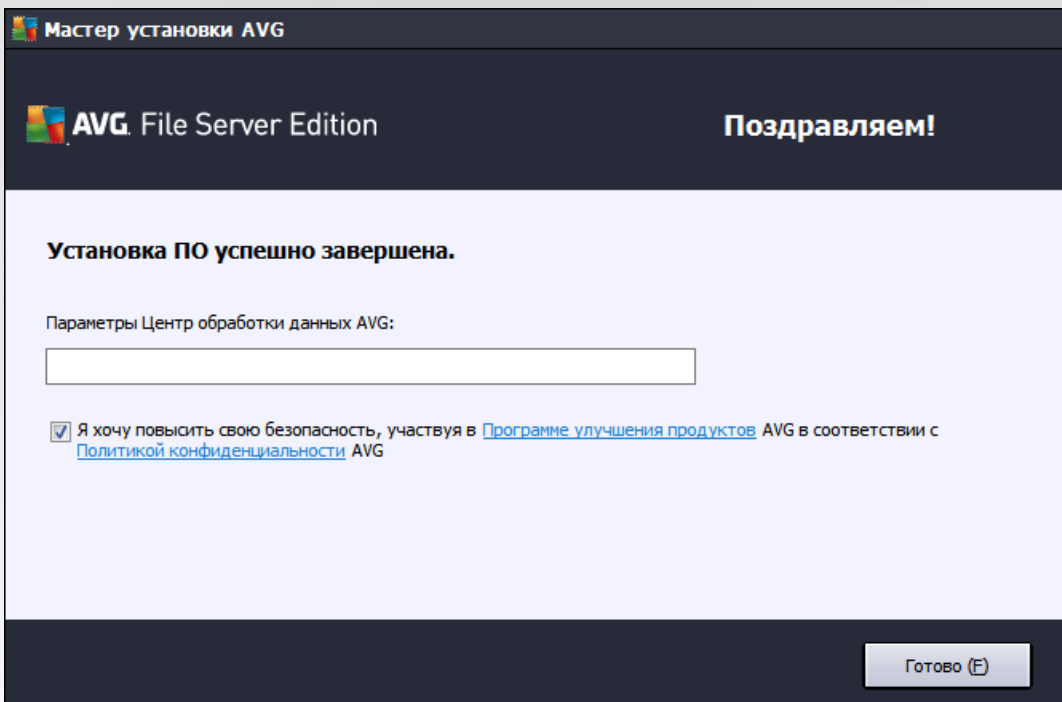 Мастер установки AVG
AVG. File Server Edition
Поздравляем!
Установка ПО успешно завершена.
Параметры Центр обработки данных AVG:
Я хочу повысить свою безопасность, участвуя в Программе улучшения продуктов AVG в соответствии с
Политикой конфиденциальности AVG
Готово (F)